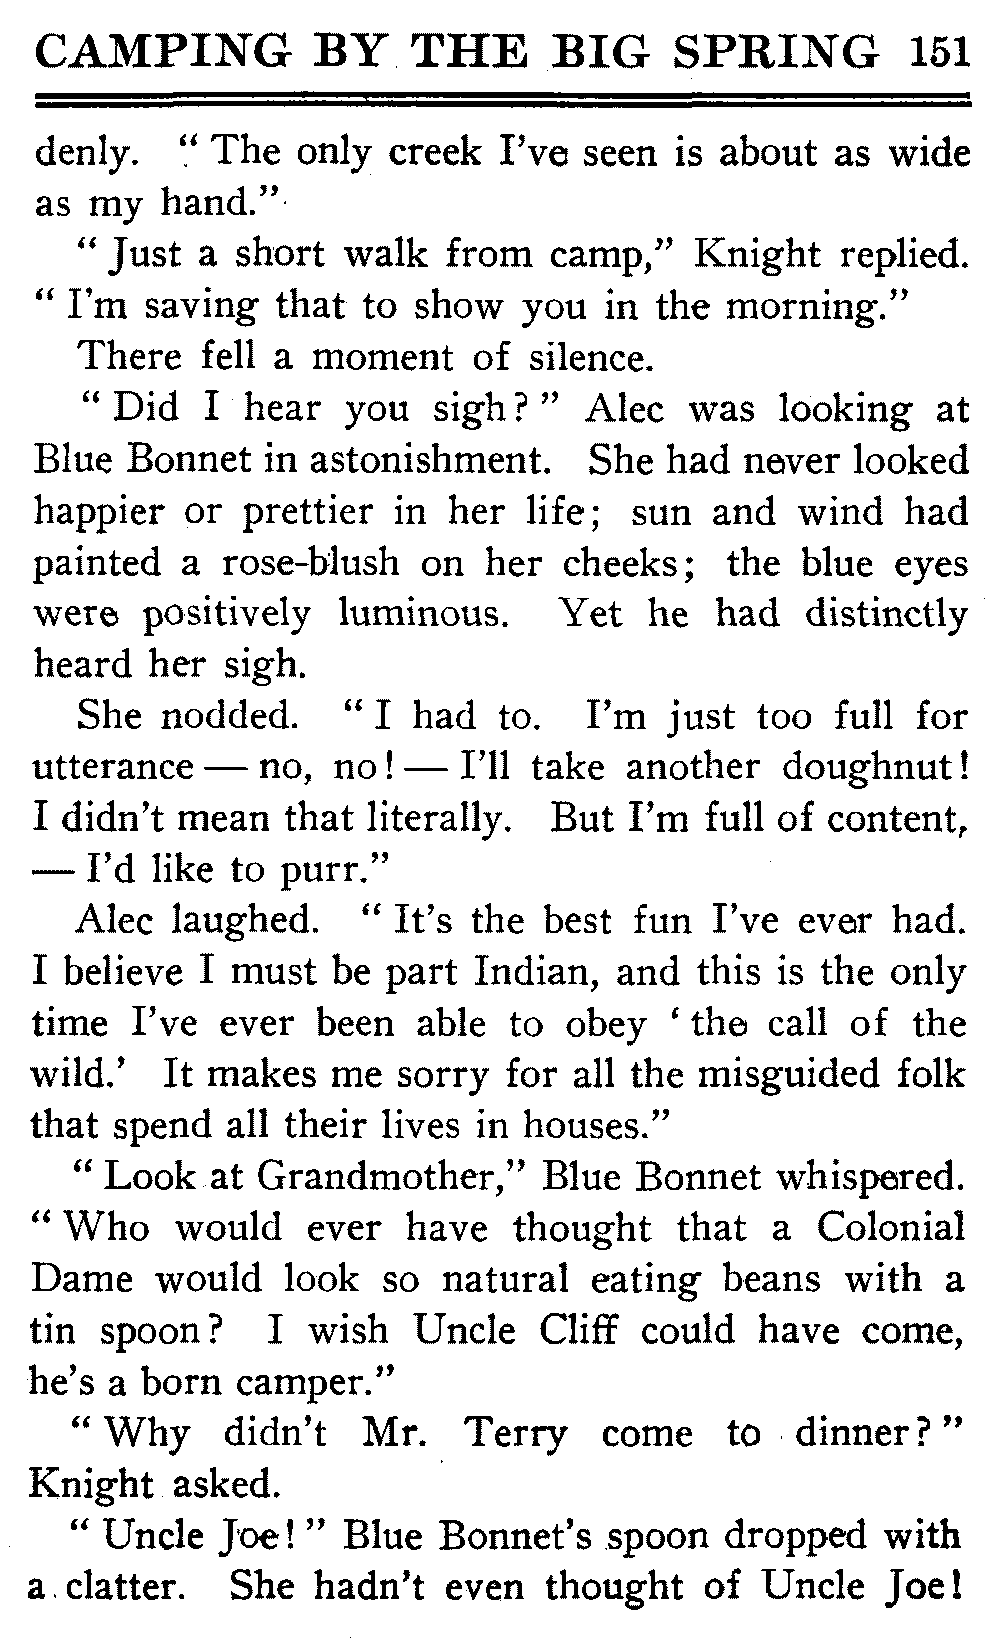 CAMPING BY THE BIG SPRING 151
denly. “ The only creek I’ve seen is about as wide
as my hand.”
“ Just a short walk from camp,” Knight replied.
“ I’m saving that to show you in the morning.”
There fell a moment of silence.
“ Did I hear you sigh? ” Alec was looking at
Blue Bonnet in astonishment. She had never looked
happier or prettier in her life; sun and wind had
painted a rose-blush on her cheeks; the blue eyes
were positively luminous. Yet he had distinctly
heard her sigh.
She nodded. “ I had to. I’m just too full for
utterance — no, no! — I’ll take another doughnut!
I didn’t mean that literally. But I’m full of content,
— I’d like to purr.”
Alec laughed. “ It’s the best fun I’ve ever had.
I believe I must be part Indian, and this is the only
time I’ve ever been able to obey ‘ the call of the
wild.’ It makes me sorry for all the misguided folk
that spend all their lives in houses.”
“ Look at Grandmother,” Blue Bonnet whispered.
“ Who would ever have thought that a Colonial
Dame would look so natural eating beans with a
tin spoon? I wish Uncle Cliff could have come,
he’s a born camper.”
“ Why didn’t Mr. Terry come to dinner? ”
Knight asked.
“ Uncle Joe! ” Blue Bonnet’s spoon dropped with
a clatter. She hadn’t even thought of Uncle Joe!